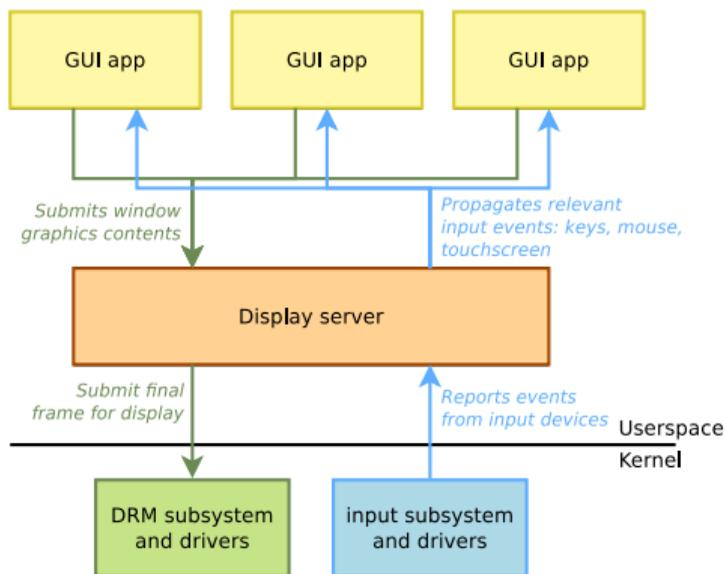 GUI app
GUI app
GUI app
Submits window
graphics contents
Propagates relevant
input events: keys, mouse,
touchscreen
Display server
Submit final
frame for display
Reports events
from input devices
Userspace
Kernel
DRM subsystem
and drivers
input subsystem
and drivers